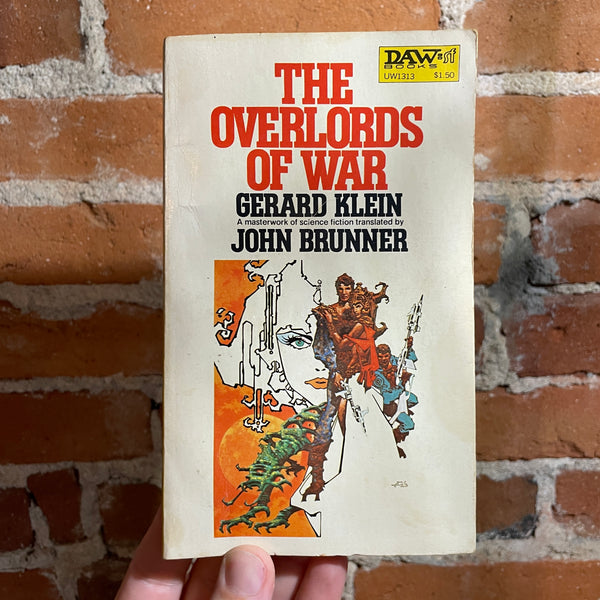 DAW=sf
BOOKS
UW1313 $1.50
THE
OVERLORDS
OF WAR
GERARD KLEIN
A masterwork of science fiction translated by
JOHN BRUNNER